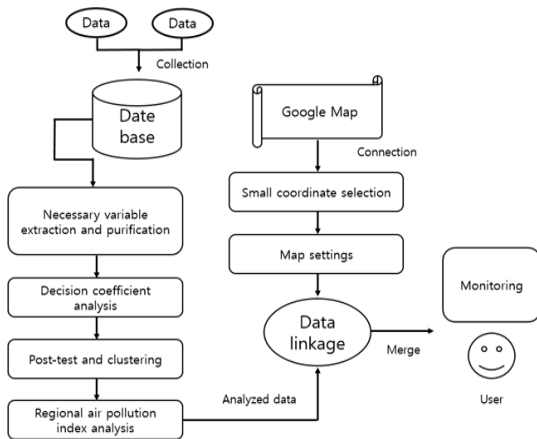 Data
Data
Collection
Date
base
Necessary variable
extraction and purification
Decision coefficient
analysis
Post-test and clustering
Regional air pollution
index analysis
Analyzed data
Google Map
Connection
Small coordinate selection
Map settings
Data
linkage
Merge
Monitoring
User